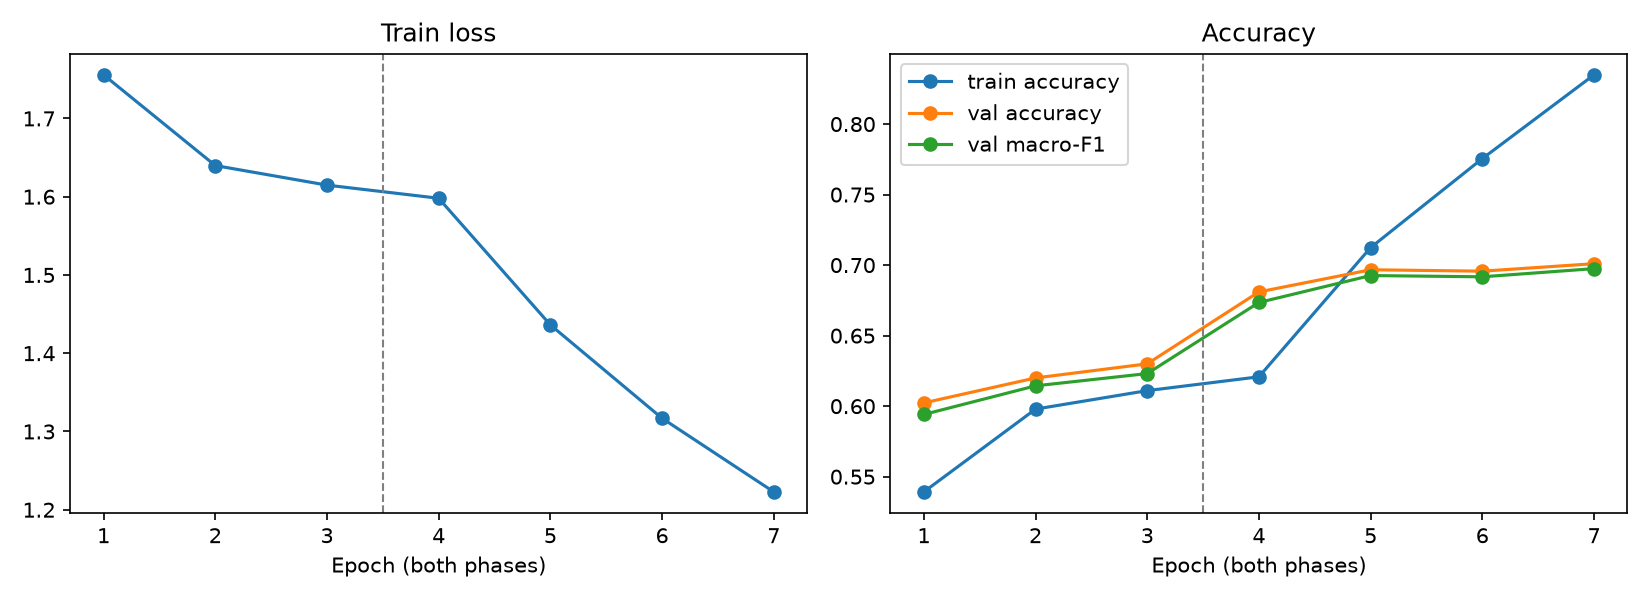 Train loss
1.7
1.6
1.5
1.4
1.3
1.2
1 2 3 4 5 6 7
Epoch (both phases)
Accuracy
train accuracy
val accuracy
val macro-F1
0.80
0.75
0.70
0.65
0.60
0.55
1 2 3 4 5 6 7
Epoch (both phases)